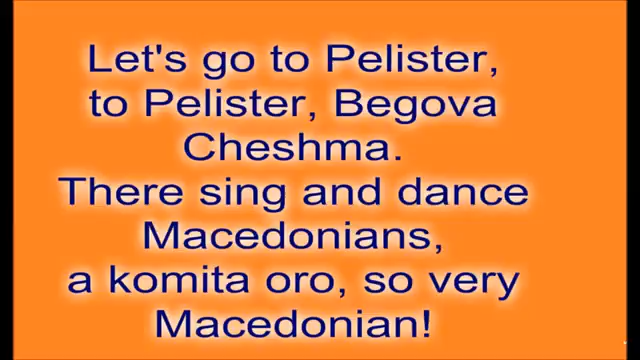 Let's go to Pelister,
to Pelister, Begova
Cheshma.
There sing and dance
Macedonians,
a komita oro, so very
Macedonian!